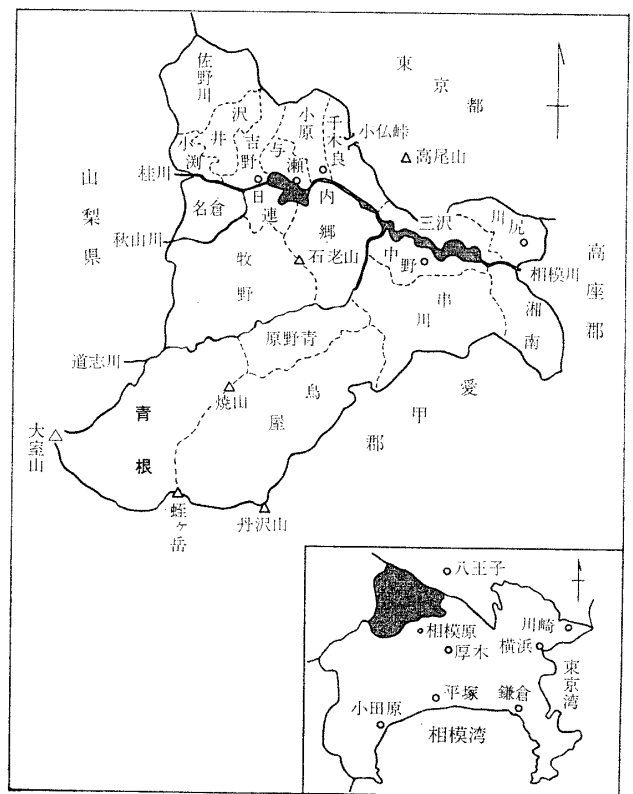 佐野川
沢井
小渕
吉野
与瀬
小原
千木良
小仏峠
東京都
高尾山
桂川
山梨県
名倉
日連
内郷
三沢
川尻
秋山川
牧野
石老山
中野
相模川
高座郡
串川
湘南
原野青
道志川
焼山
鳥屋
愛甲郡
青根
大室山
蛭ヶ岳
丹沢山
八王子
相模原
川崎
厚木
横浜
東京湾
平塚
鎌倉
小田原
相模湾